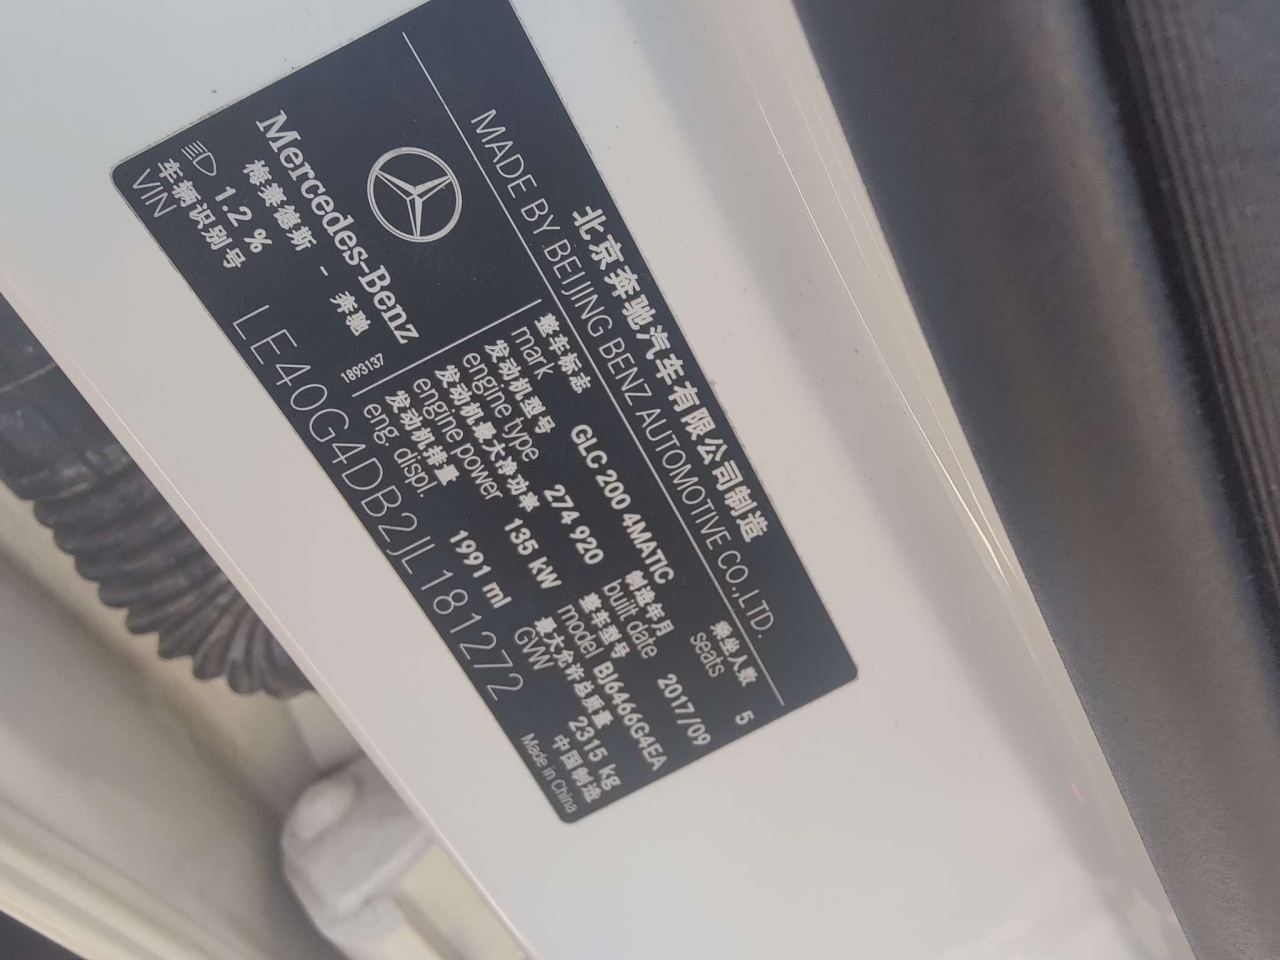 北京奔驰汽车有限公司制造
MADE BY BEIJING BENZ AUTOMOTIVE CO.,LTD.
Mercedes-Benz
梅赛德斯 - 奔驰
1893137
整车标志 GLC 200 4MATIC
mark
乘坐人数 5
seats
发动机型号 274 920
engine type
制造年月 2017/09
built date
发动机最大净功率 135 kW
engine power
整车型号 BJ6466G4EA
model
发动机排量 1991 ml
eng. displ.
最大允许总质量 2315 kg
GVW
1.2 %
车辆识别号 LE40G4DB2JL181272
VIN
中国制造
Made in China